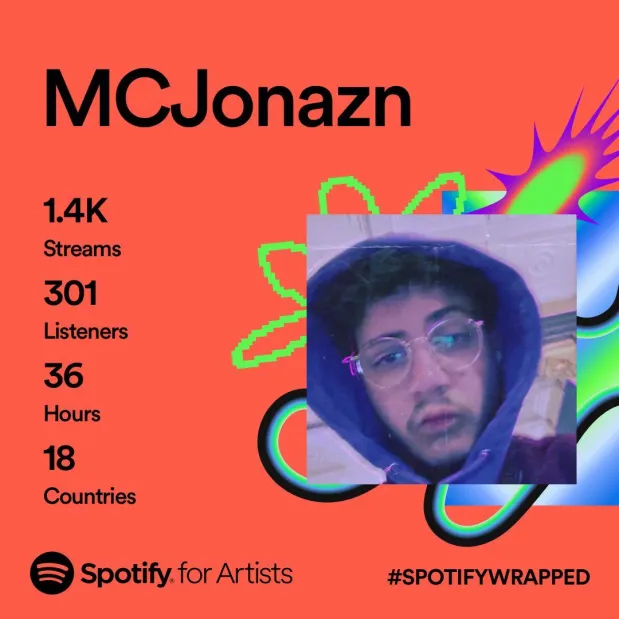 MCJonazn
1.4K
Streams
301
Listeners
36
Hours
18
Countries
Spotify® for Artists
#SPOTIFYWRAPPED